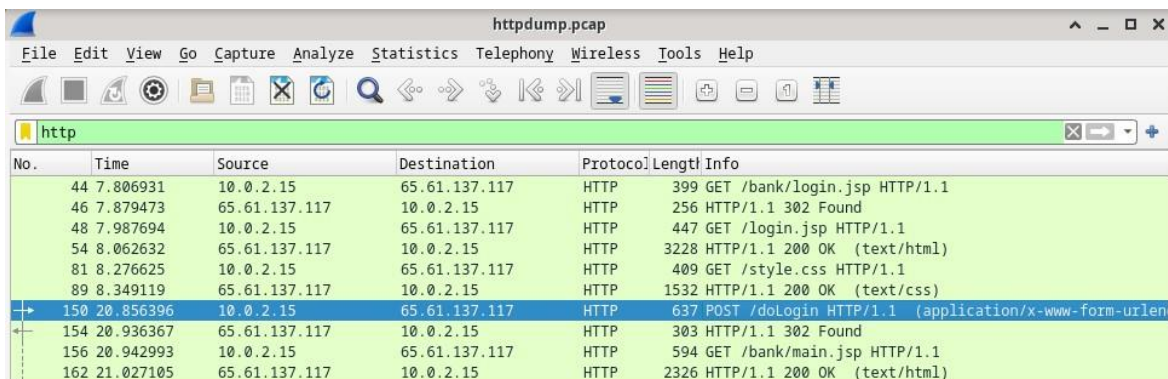 httpdump.pcap
File Edit View Go Capture Analyze Statistics Telephony Wireless Tools Help
http
No. Time Source Destination Protocol Length Info
44 7.806931 10.0.2.15 65.61.137.117 HTTP 399 GET /bank/login.jsp HTTP/1.1
46 7.879473 65.61.137.117 10.0.2.15 HTTP 256 HTTP/1.1 302 Found
48 7.987694 10.0.2.15 65.61.137.117 HTTP 447 GET /login.jsp HTTP/1.1
54 8.062632 65.61.137.117 10.0.2.15 HTTP 3228 HTTP/1.1 200 OK (text/html)
81 8.276625 10.0.2.15 65.61.137.117 HTTP 409 GET /style.css HTTP/1.1
89 8.349119 65.61.137.117 10.0.2.15 HTTP 1532 HTTP/1.1 200 OK (text/css)
150 20.856396 10.0.2.15 65.61.137.117 HTTP 637 POST /doLogin HTTP/1.1 (application/x-www-form-urlen
154 20.936367 65.61.137.117 10.0.2.15 HTTP 303 HTTP/1.1 302 Found
156 20.942993 10.0.2.15 65.61.137.117 HTTP 594 GET /bank/main.jsp HTTP/1.1
162 21.027105 65.61.137.117 10.0.2.15 HTTP 2326 HTTP/1.1 200 OK (text/html)